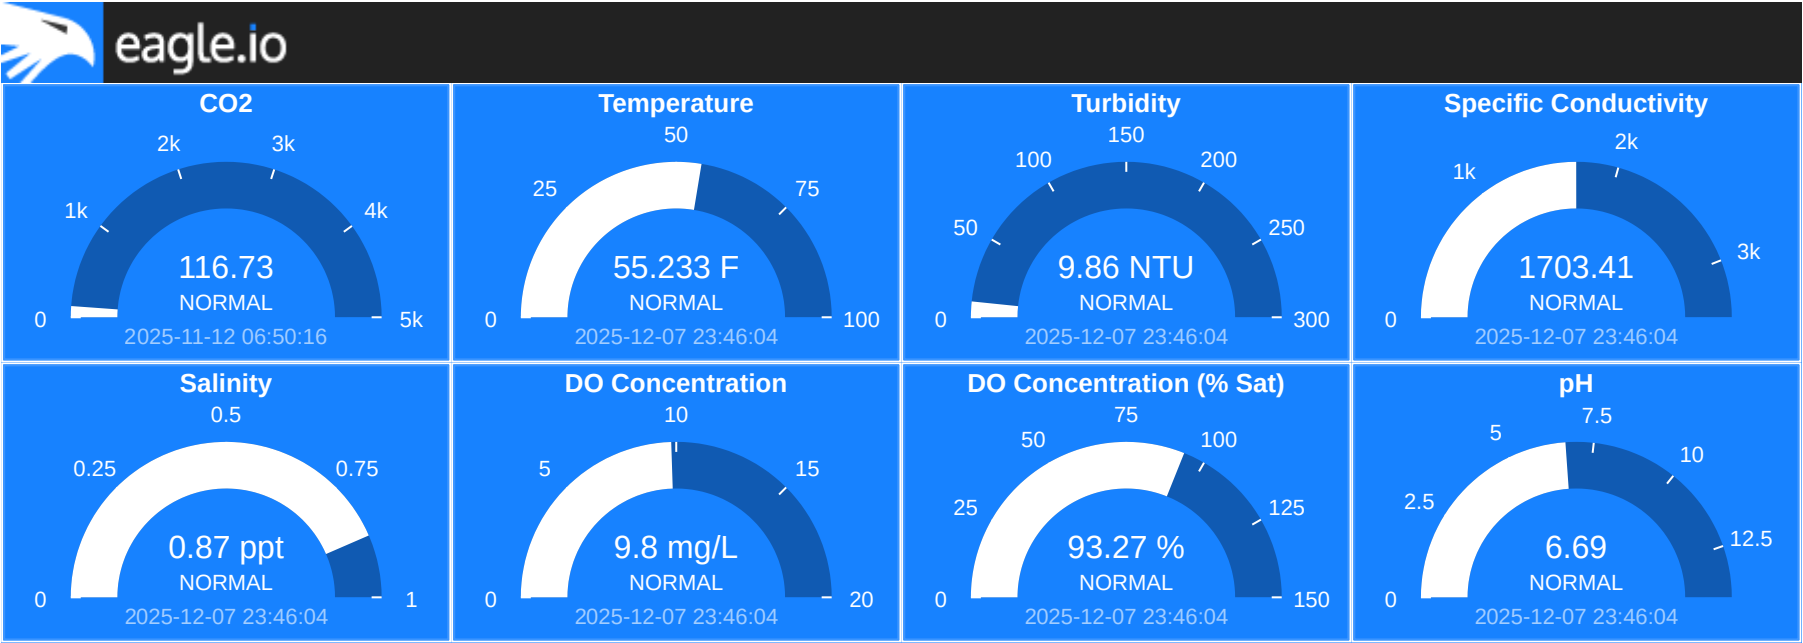 eagle.io
CO2
0
1k
2k
3k
4k
5k
116.73
NORMAL
2025-11-12 06:50:16
Temperature
0
25
50
75
100
55.233 F
NORMAL
2025-12-07 23:46:04
Turbidity
0
50
100
150
200
250
300
9.86 NTU
NORMAL
2025-12-07 23:46:04
Specific Conductivity
0
1k
2k
3k
1703.41
NORMAL
2025-12-07 23:46:04
Salinity
0
0.25
0.5
0.75
1
0.87 ppt
NORMAL
2025-12-07 23:46:04
DO Concentration
0
5
10
15
20
9.8 mg/L
NORMAL
2025-12-07 23:46:04
DO Concentration (% Sat)
0
25
50
75
100
125
150
93.27 %
NORMAL
2025-12-07 23:46:04
pH
0
2.5
5
7.5
10
12.5
6.69
NORMAL
2025-12-07 23:46:04